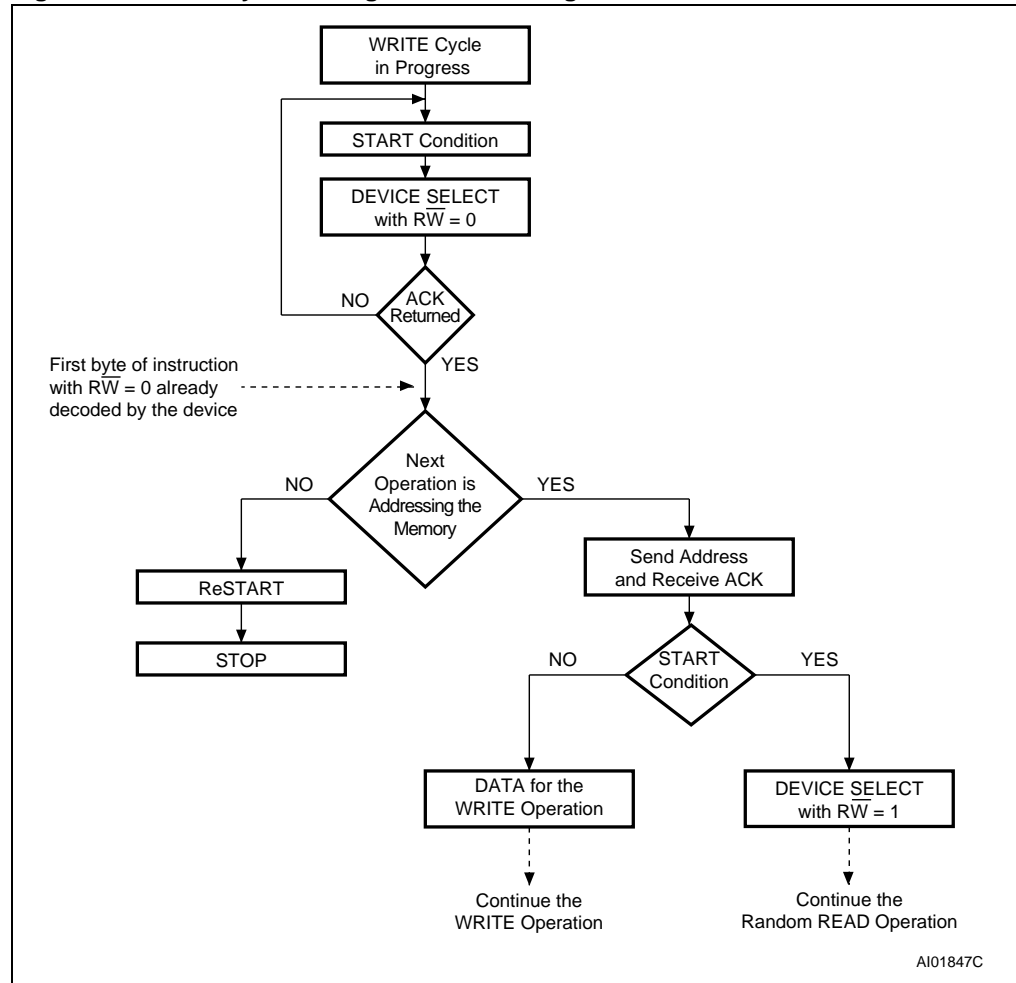 WRITE Cycle
in Progress
START Condition
DEVICE SELECT
with RW̅ = 0
NO
ACK
Returned
YES
First byte of instruction
with RW̅ = 0 already
decoded by the device
Next
Operation is
Addressing the
Memory
NO
YES
Send Address
and Receive ACK
ReSTART
STOP
START
Condition
NO
YES
DATA for the
WRITE Operation
DEVICE SELECT
with RW̅ = 1
Continue the
WRITE Operation
Continue the
Random READ Operation
AI01847C